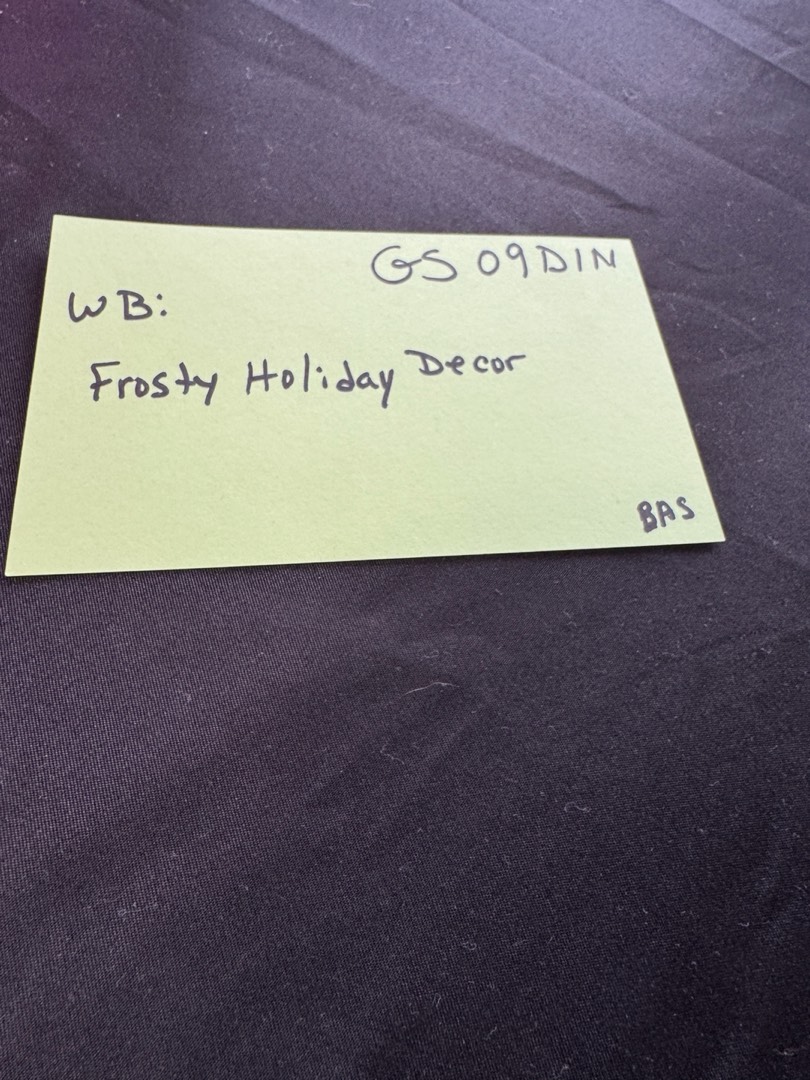 GS 09DIN
WB:
Frosty Holiday Decor
BAS